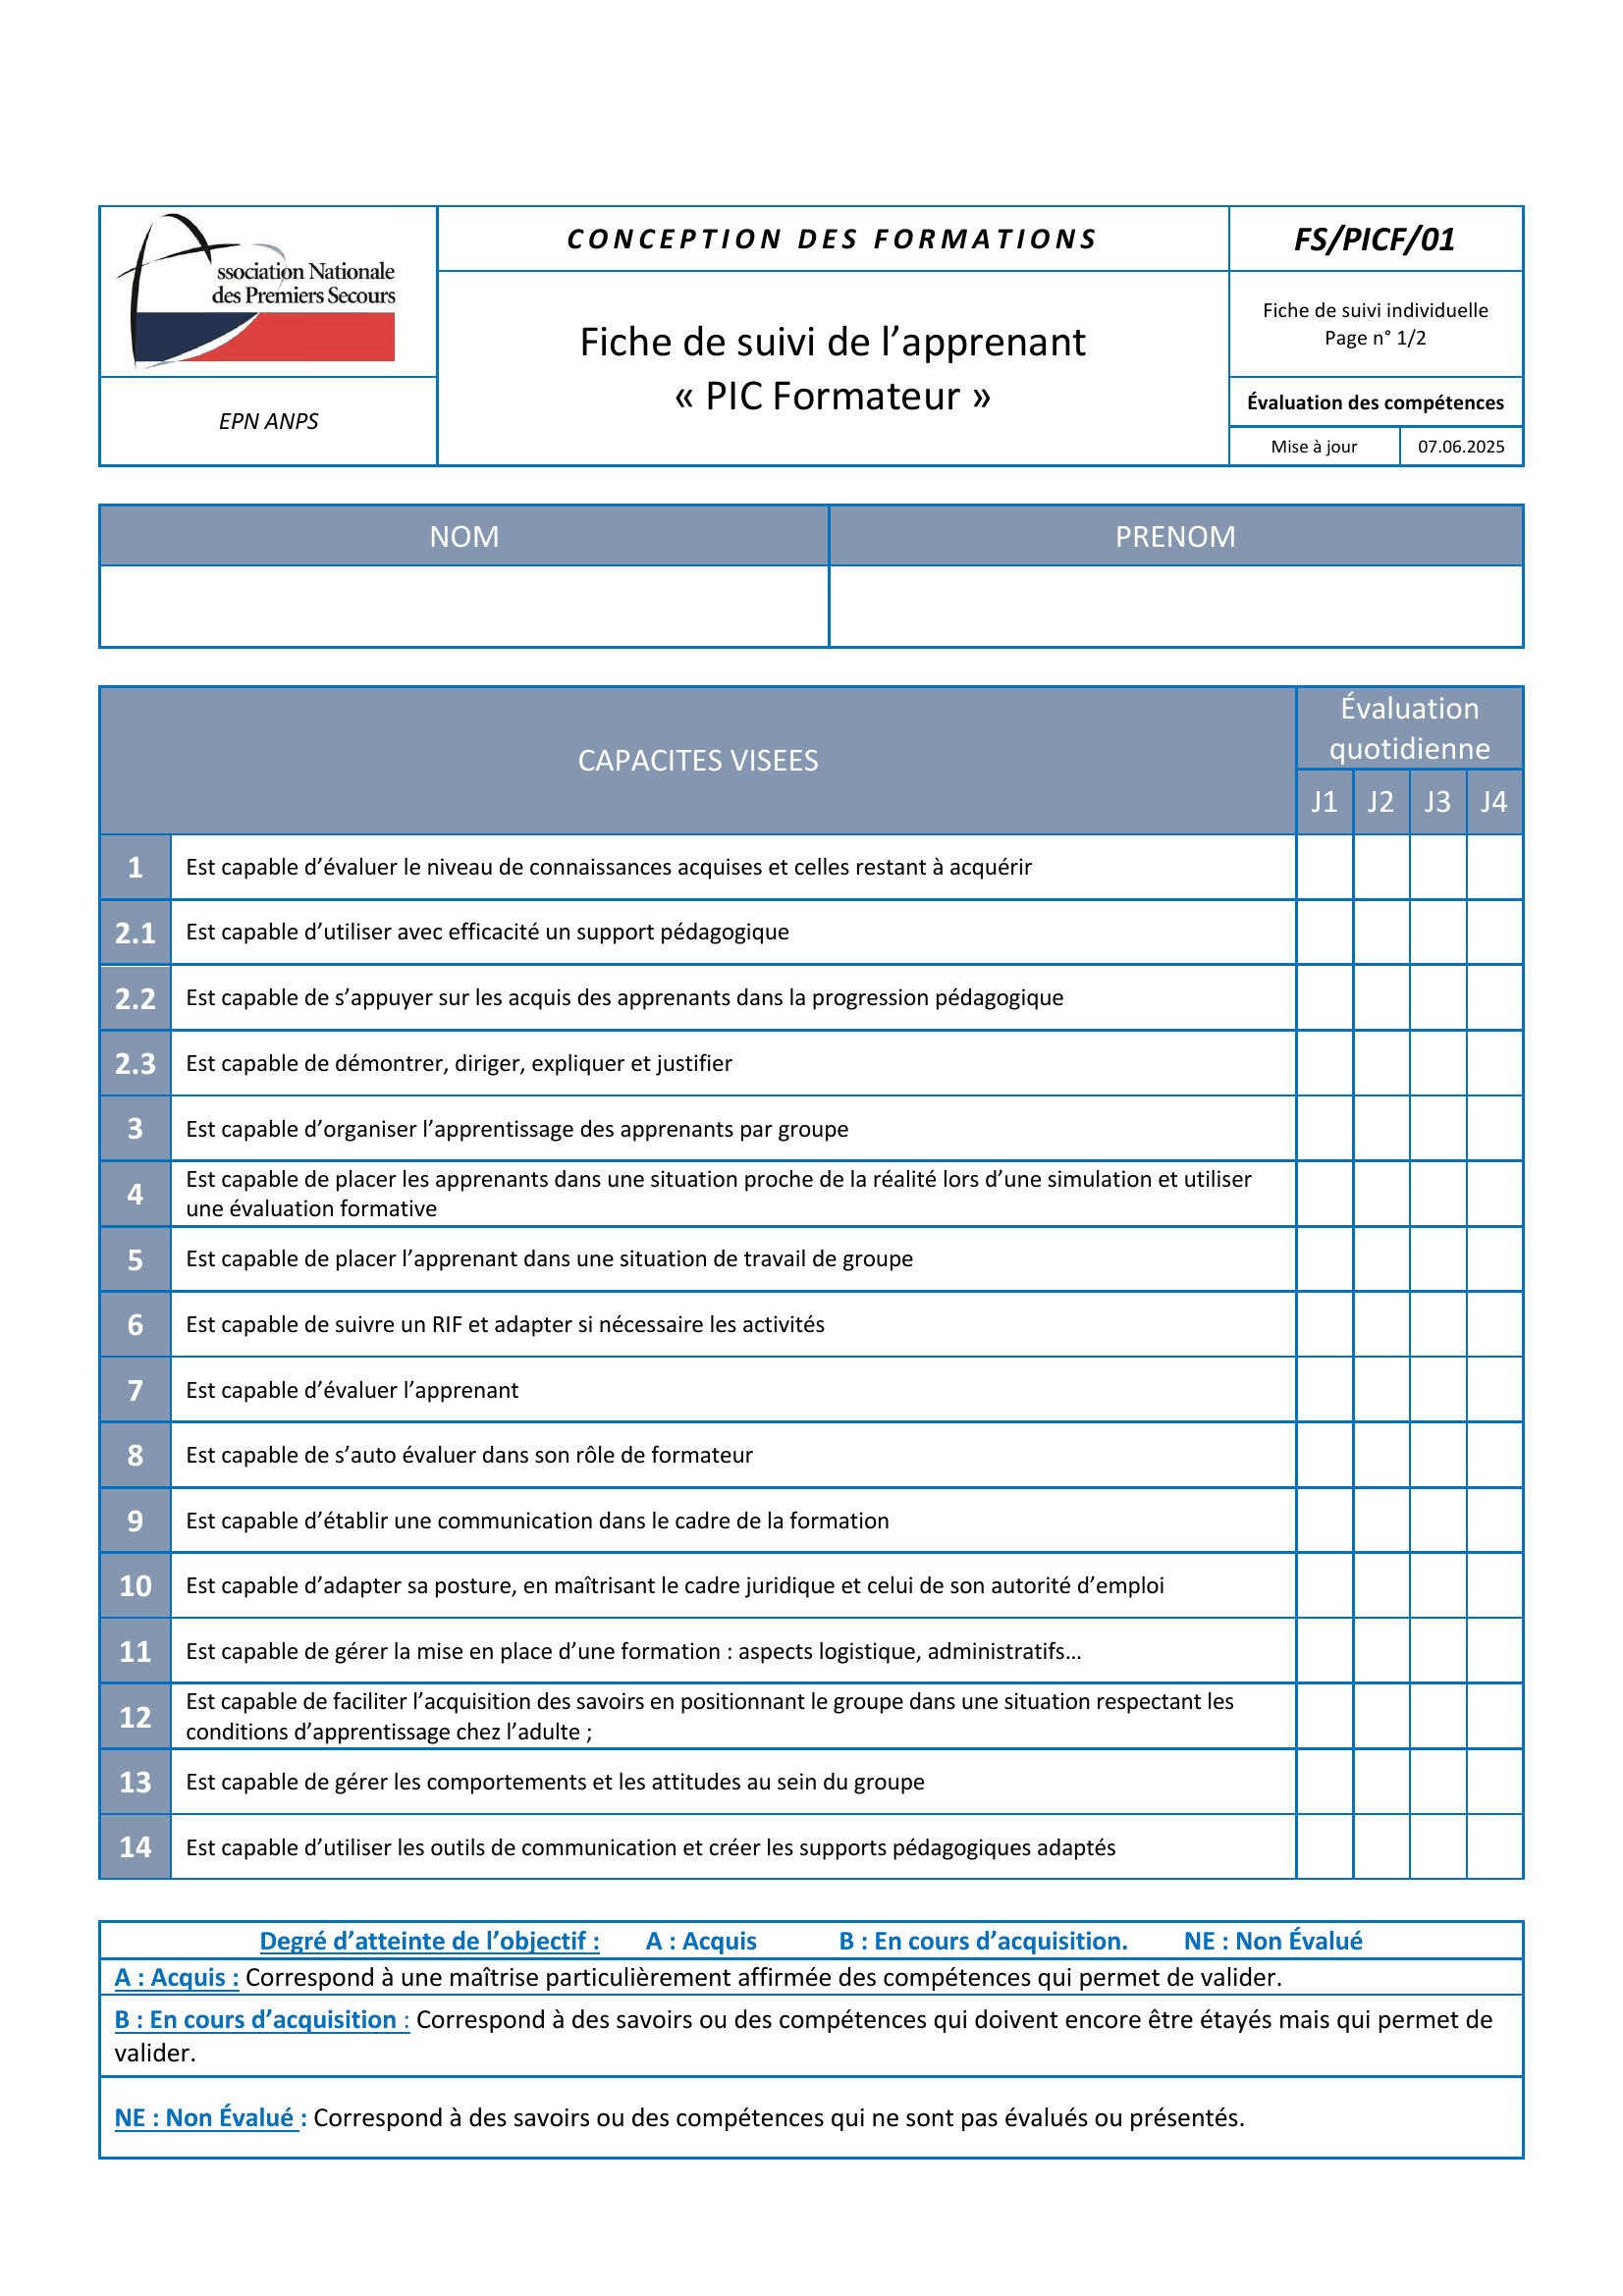 ssociation Nationale
des Premiers Secours
EPN ANPS
CONCEPTION DES FORMATIONS
Fiche de suivi de l’apprenant
« PIC Formateur »
FS/PICF/01
Fiche de suivi individuelle
Page n° 1/2
Évaluation des compétences
Mise à jour 07.06.2025
NOM PRENOM
CAPACITES VISEES
Évaluation
quotidienne
J1 J2 J3 J4
1 Est capable d’évaluer le niveau de connaissances acquises et celles restant à acquérir
2.1 Est capable d’utiliser avec efficacité un support pédagogique
2.2 Est capable de s’appuyer sur les acquis des apprenants dans la progression pédagogique
2.3 Est capable de démontrer, diriger, expliquer et justifier
3 Est capable d’organiser l’apprentissage des apprenants par groupe
4 Est capable de placer les apprenants dans une situation proche de la réalité lors d’une simulation et utiliser
une évaluation formative
5 Est capable de placer l’apprenant dans une situation de travail de groupe
6 Est capable de suivre un RIF et adapter si nécessaire les activités
7 Est capable d’évaluer l’apprenant
8 Est capable de s’auto évaluer dans son rôle de formateur
9 Est capable d’établir une communication dans le cadre de la formation
10 Est capable d’adapter sa posture, en maîtrisant le cadre juridique et celui de son autorité d’emploi
11 Est capable de gérer la mise en place d’une formation : aspects logistique, administratifs…
12 Est capable de faciliter l’acquisition des savoirs en positionnant le groupe dans une situation respectant les
conditions d’apprentissage chez l’adulte ;
13 Est capable de gérer les comportements et les attitudes au sein du groupe
14 Est capable d’utiliser les outils de communication et créer les supports pédagogiques adaptés
Degré d’atteinte de l’objectif : A : Acquis B : En cours d’acquisition. NE : Non Évalué
A : Acquis : Correspond à une maîtrise particulièrement affirmée des compétences qui permet de valider.
B : En cours d’acquisition : Correspond à des savoirs ou des compétences qui doivent encore être étayés mais qui permet de
valider.
NE : Non Évalué : Correspond à des savoirs ou des compétences qui ne sont pas évalués ou présentés.